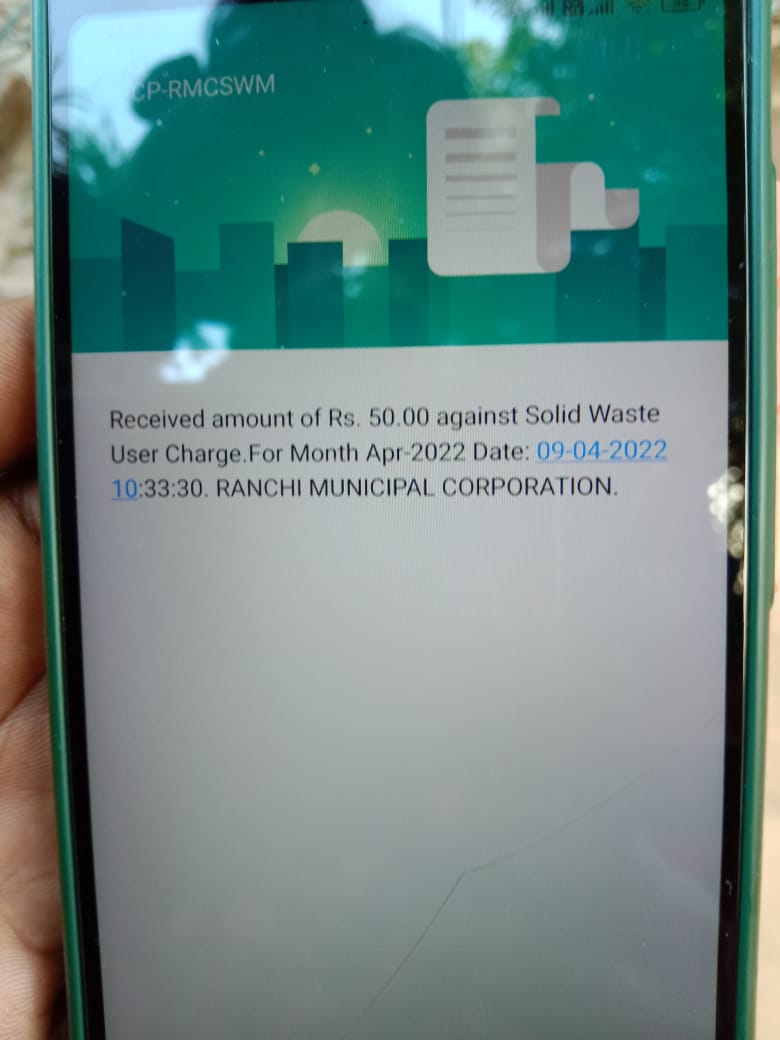 CP-RMCSWM
Received amount of Rs. 50.00 against Solid Waste
User Charge.For Month Apr-2022 Date: 09-04-2022
10:33:30. RANCHI MUNICIPAL CORPORATION.